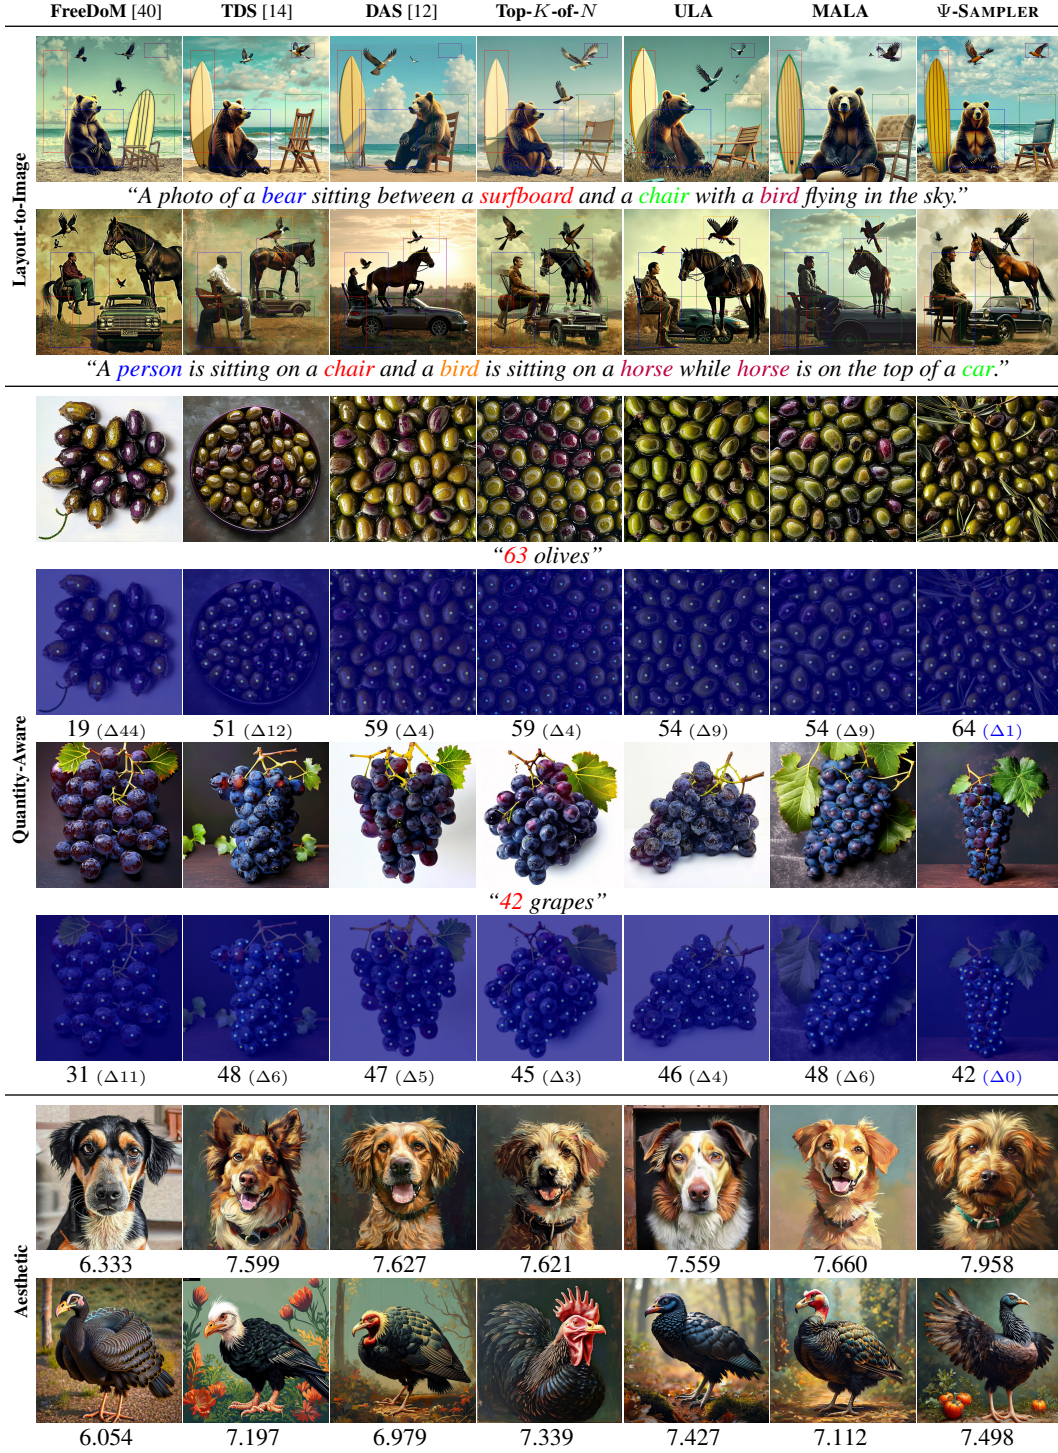 FreeDoM [40] TDS [14] DAS [12] Top-K-of-N ULA MALA Ψ-SAMPLER
Layout-to-Image
“A photo of a bear sitting between a surfboard and a chair with a bird flying in the sky.”
“A person is sitting on a chair and a bird is sitting on a horse while horse is on the top of a car.”
Quantity-Aware
“63 olives”
19 (Δ44) 51 (Δ12) 59 (Δ4) 59 (Δ4) 54 (Δ9) 54 (Δ9) 64 (Δ1)
“42 grapes”
31 (Δ11) 48 (Δ6) 47 (Δ5) 45 (Δ3) 46 (Δ4) 48 (Δ6) 42 (Δ0)
Aesthetic
6.333 7.599 7.627 7.621 7.559 7.660 7.958
6.054 7.197 6.979 7.339 7.427 7.112 7.498